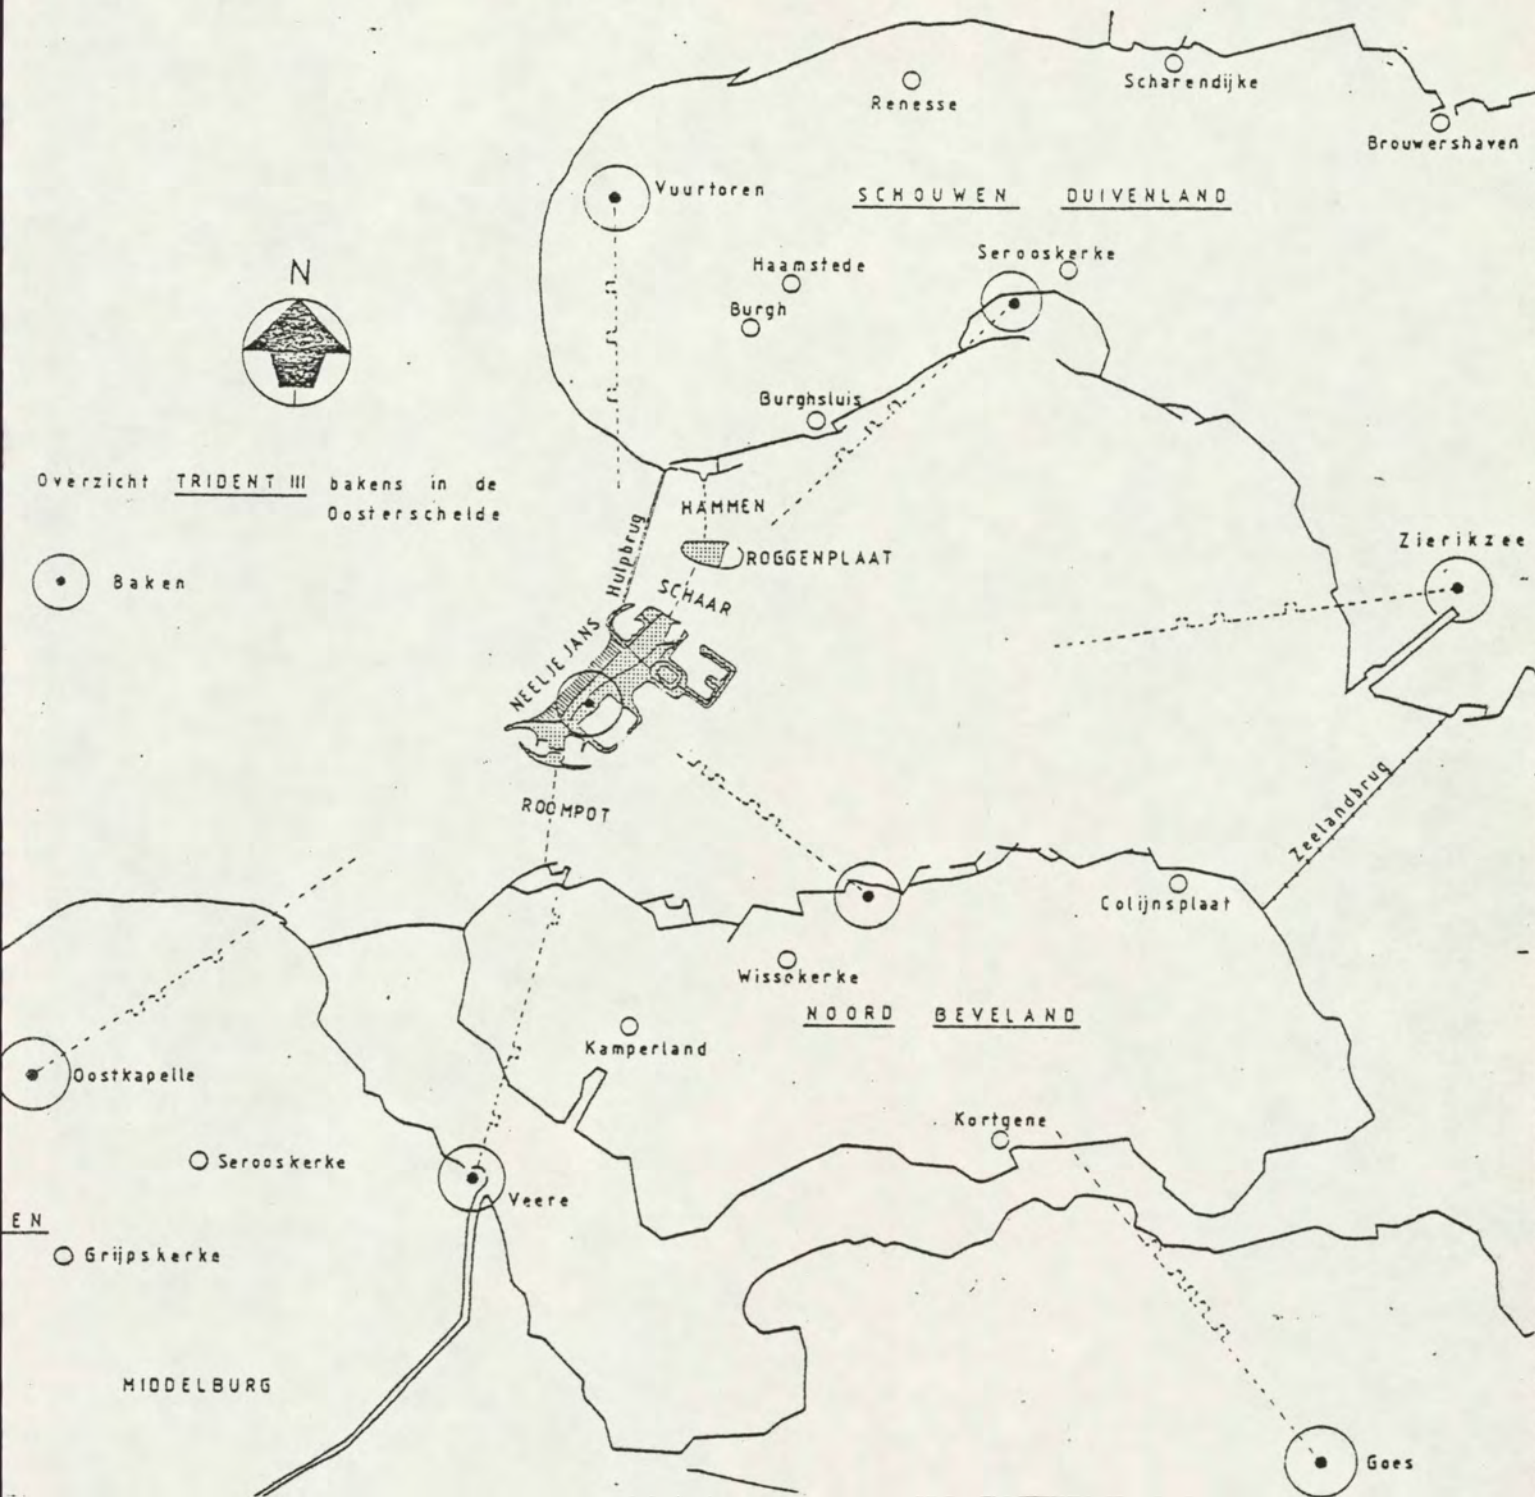 Renesse
Scharendijke
Brouwershaven
Vuurtoren
SCHOUWEN DUIVENLAND
Serooskerke
Haamstede
Burgh
N
Burghsluis
Overzicht TRIDENT III bakens in de
Oosterschelde
Baken
HAMMEN
Hulpbrug
ROGGENPLAAT
SCHAAR
Zierikzee
NEELJE JANS
ROOMPOT
Zeelandbrug
Colijnsplaat
Wissekerke
NOORD BEVELAND
Kamperland
Oostkapelle
Kortgene
Serooskerke
Veere
EN
Grijpskerke
MIDDELBURG
Goes